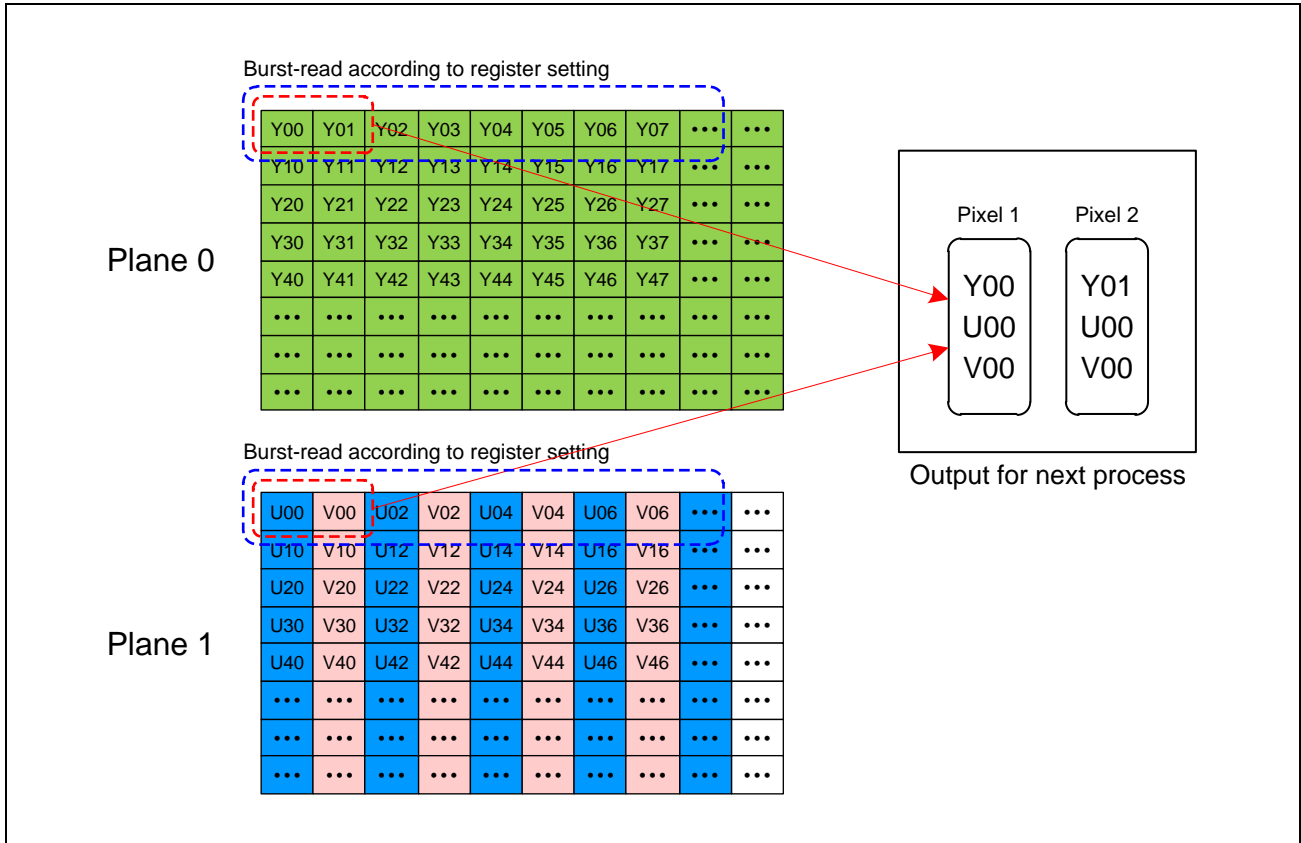 Burst-read according to register setting
Plane 0
Y00 Y01 Y02 Y03 Y04 Y05 Y06 Y07 ... ...
Y10 Y11 Y12 Y13 Y14 Y15 Y16 Y17 ... ...
Y20 Y21 Y22 Y23 Y24 Y25 Y26 Y27 ... ...
Y30 Y31 Y32 Y33 Y34 Y35 Y36 Y37 ... ...
Y40 Y41 Y42 Y43 Y44 Y45 Y46 Y47 ... ...
... ... ... ... ... ... ... ... ... ...
... ... ... ... ... ... ... ... ... ...
... ... ... ... ... ... ... ... ... ...
Pixel 1 Pixel 2
Y00 Y01
U00 U00
V00 V00
Output for next process
Burst-read according to register setting
Plane 1
U00 V00 U02 V02 U04 V04 U06 V06 ... ...
U10 V10 U12 V12 U14 V14 U16 V16 ... ...
U20 V20 U22 V22 U24 V24 U26 V26 ... ...
U30 V30 U32 V32 U34 V34 U36 V36 ... ...
U40 V40 U42 V42 U44 V44 U46 V46 ... ...
... ... ... ... ... ... ... ... ... ...
... ... ... ... ... ... ... ... ... ...
... ... ... ... ... ... ... ... ... ...